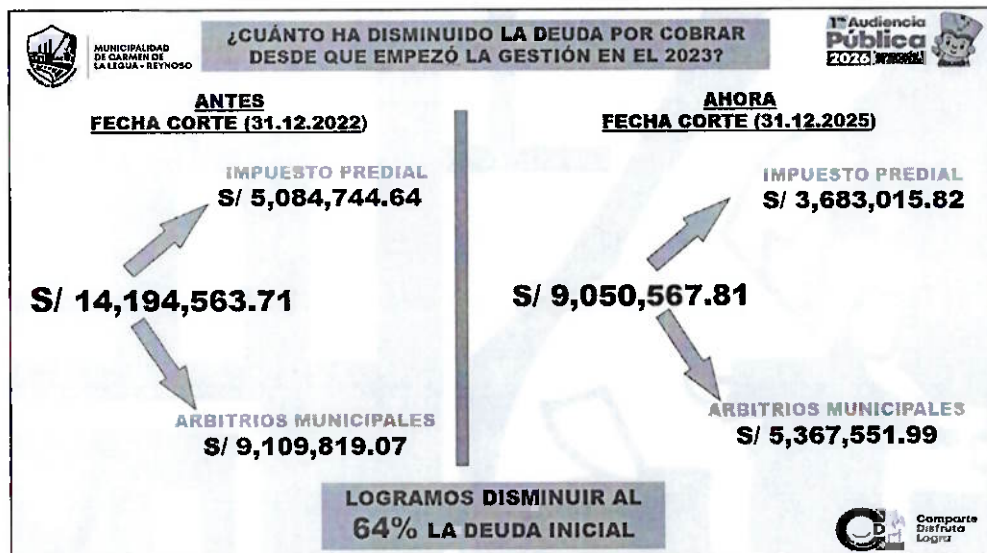 MUNICIPALIDAD
DE CARMEN DE
LA LEGUA - REYNOSO
¿CUÁNTO HA DISMINUIDO LA DEUDA POR COBRAR
DESDE QUE EMPEZÓ LA GESTIÓN EN EL 2023?
1ra Audiencia
Pública
2026
ANTES
FECHA CORTE (31.12.2022)
IMPUESTO PREDIAL
S/ 5,084,744.64
S/ 14,194,563.71
ARBITRIOS MUNICIPALES
S/ 9,109,819.07
AHORA
FECHA CORTE (31.12.2025)
IMPUESTO PREDIAL
S/ 3,683,015.82
S/ 9,050,567.81
ARBITRIOS MUNICIPALES
S/ 5,367,551.99
LOGRAMOS DISMINUIR AL
64% LA DEUDA INICIAL
Comparte
Disfruta
Logra